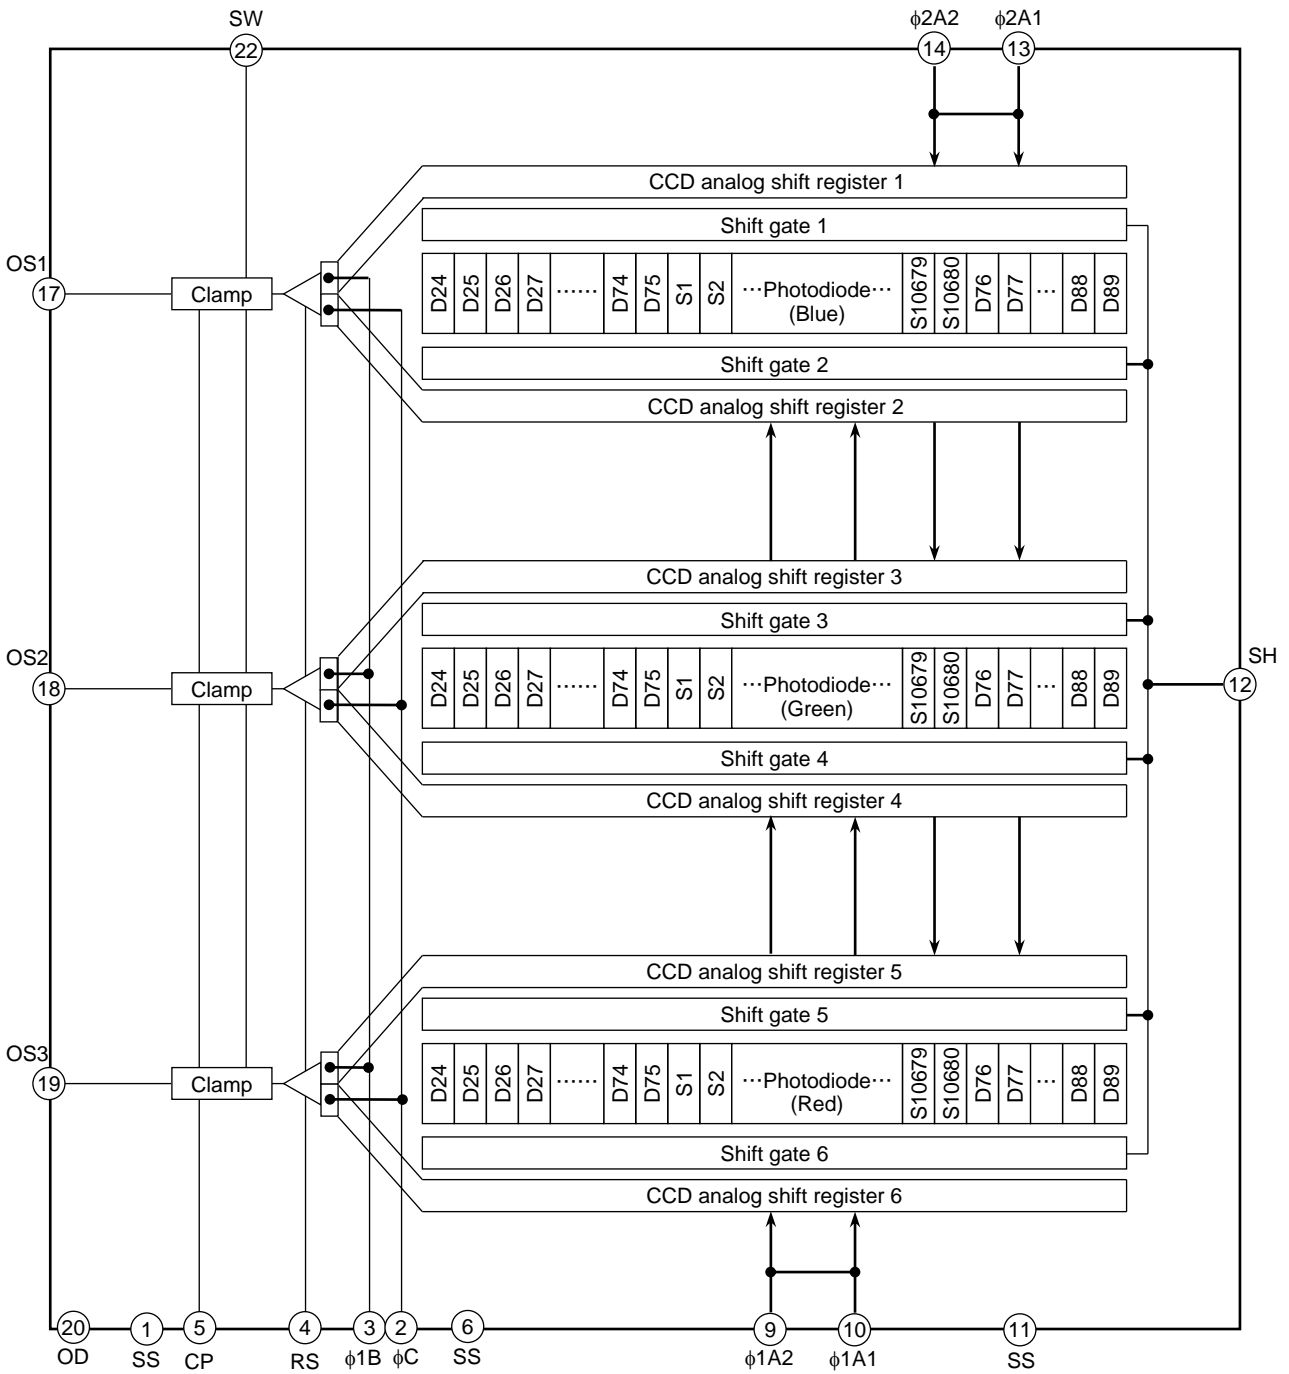 SW
ϕ2A2 ϕ2A1
22
14 13
CCD analog shift register 1
Shift gate 1
OS1
17
Clamp
D24 D25 D26 D27 ······ D74 D75 S1 S2 ···Photodiode··· S10679 S10680 D76 D77 ··· D88 D89
(Blue)
Shift gate 2
CCD analog shift register 2
CCD analog shift register 3
Shift gate 3
OS2
18
Clamp
D24 D25 D26 D27 ······ D74 D75 S1 S2 ···Photodiode··· S10679 S10680 D76 D77 ··· D88 D89
(Green)
SH
12
Shift gate 4
CCD analog shift register 4
CCD analog shift register 5
Shift gate 5
OS3
19
Clamp
D24 D25 D26 D27 ······ D74 D75 S1 S2 ···Photodiode··· S10679 S10680 D76 D77 ··· D88 D89
(Red)
Shift gate 6
CCD analog shift register 6
20 1 5 4 3 2 6 9 10 11
OD SS CP RS ϕ1B ϕC SS ϕ1A2 ϕ1A1 SS